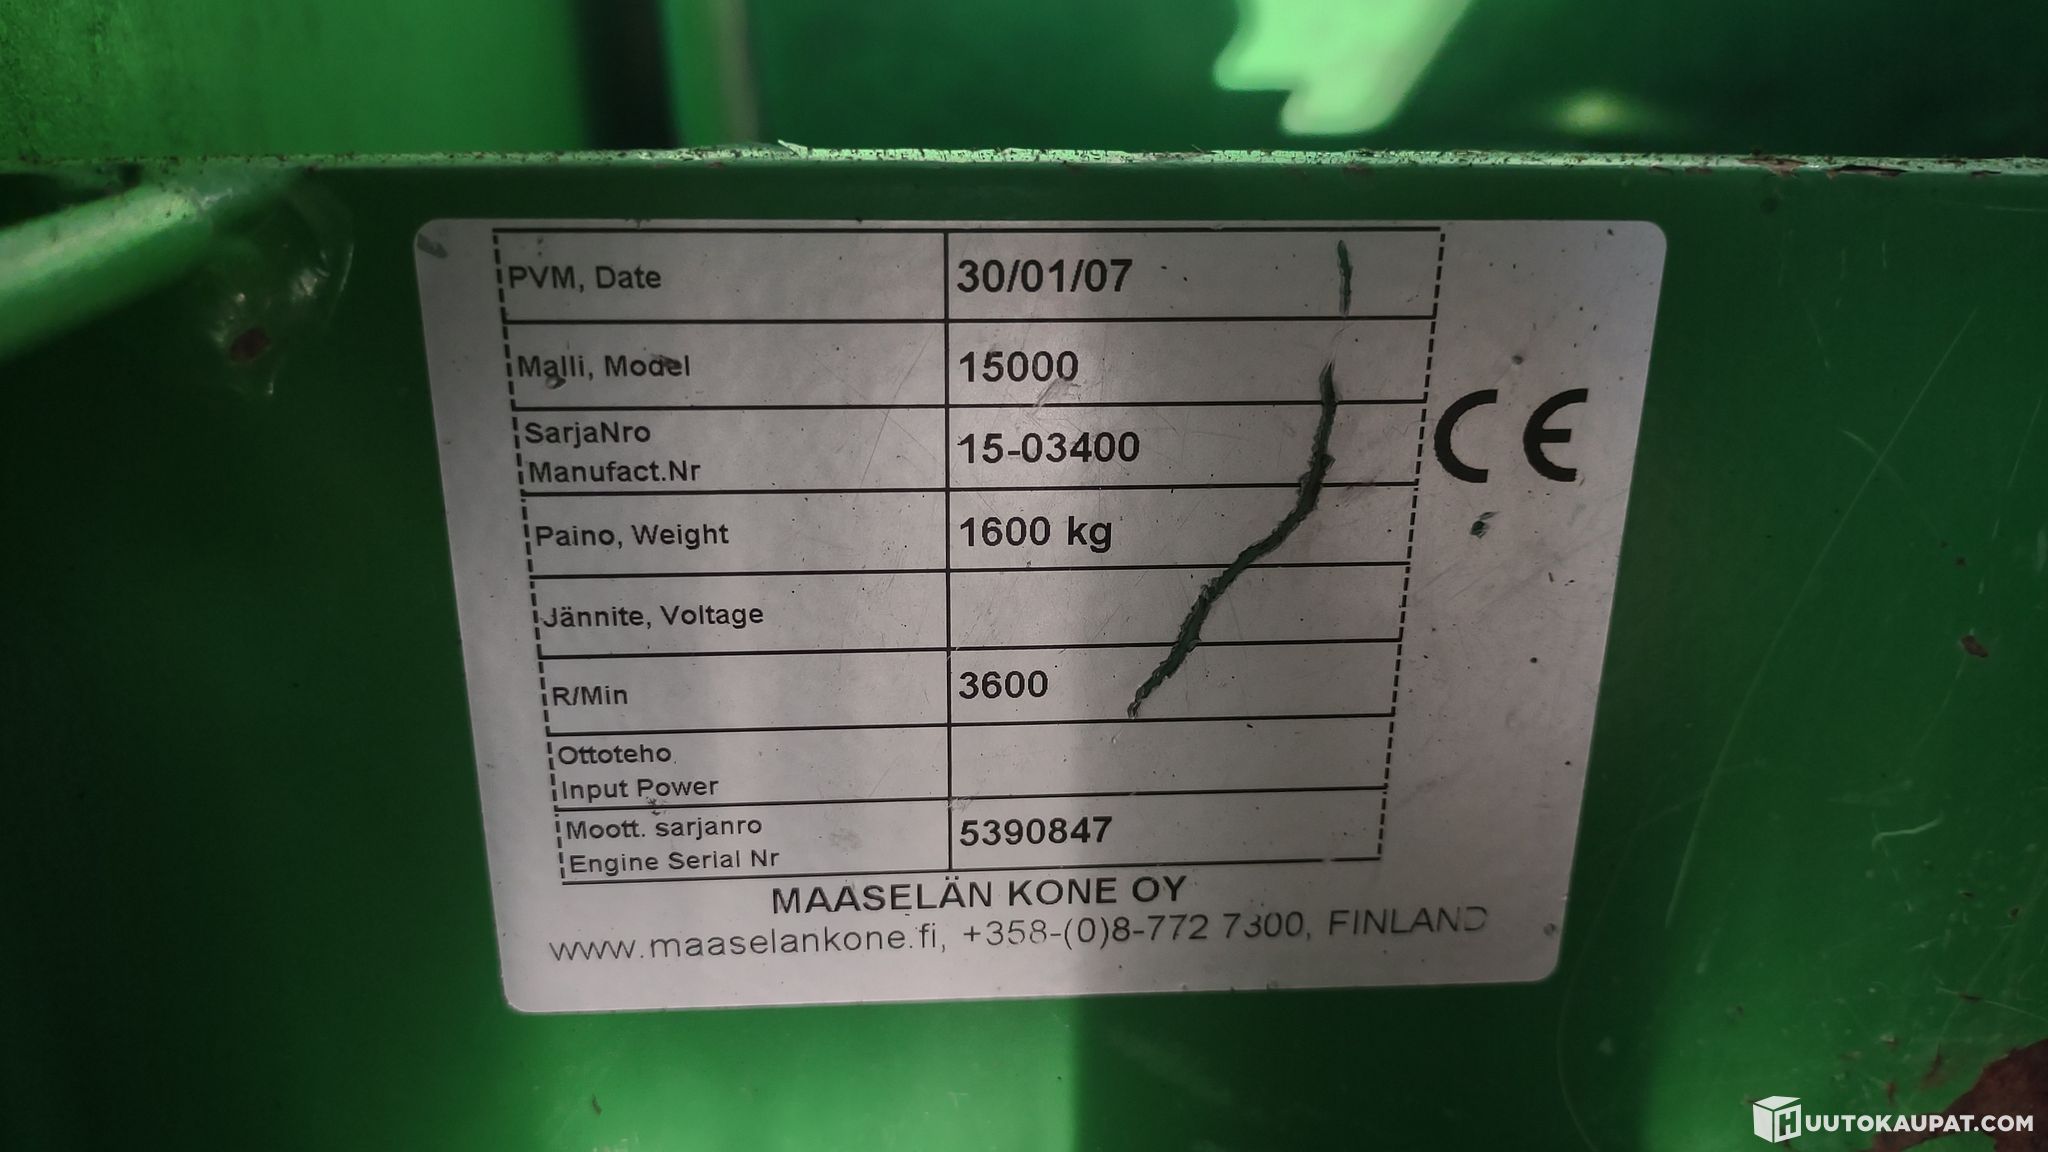 PVM, Date 30/01/07
Malli, Model 15000
SarjaNro
Manufact.Nr 15-03400
Paino, Weight 1600 kg
Jännite, Voltage
R/Min 3600
Ottoteho
Input Power
Moott. sarjanro
Engine Serial Nr 5390847
CE
MAASELÄN KONE OY
www.maaselankone.fi, +358-(0)8-772 7300, FINLAND
HUUTOKAUPAT.COM